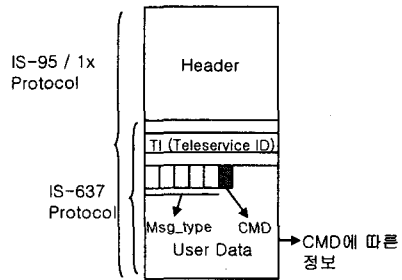 IS-95 / 1x
Protocol
Header
TI (Teleservice ID)
IS-637
Protocol
Msg_type
CMD
User Data
CMD에 따른
정보